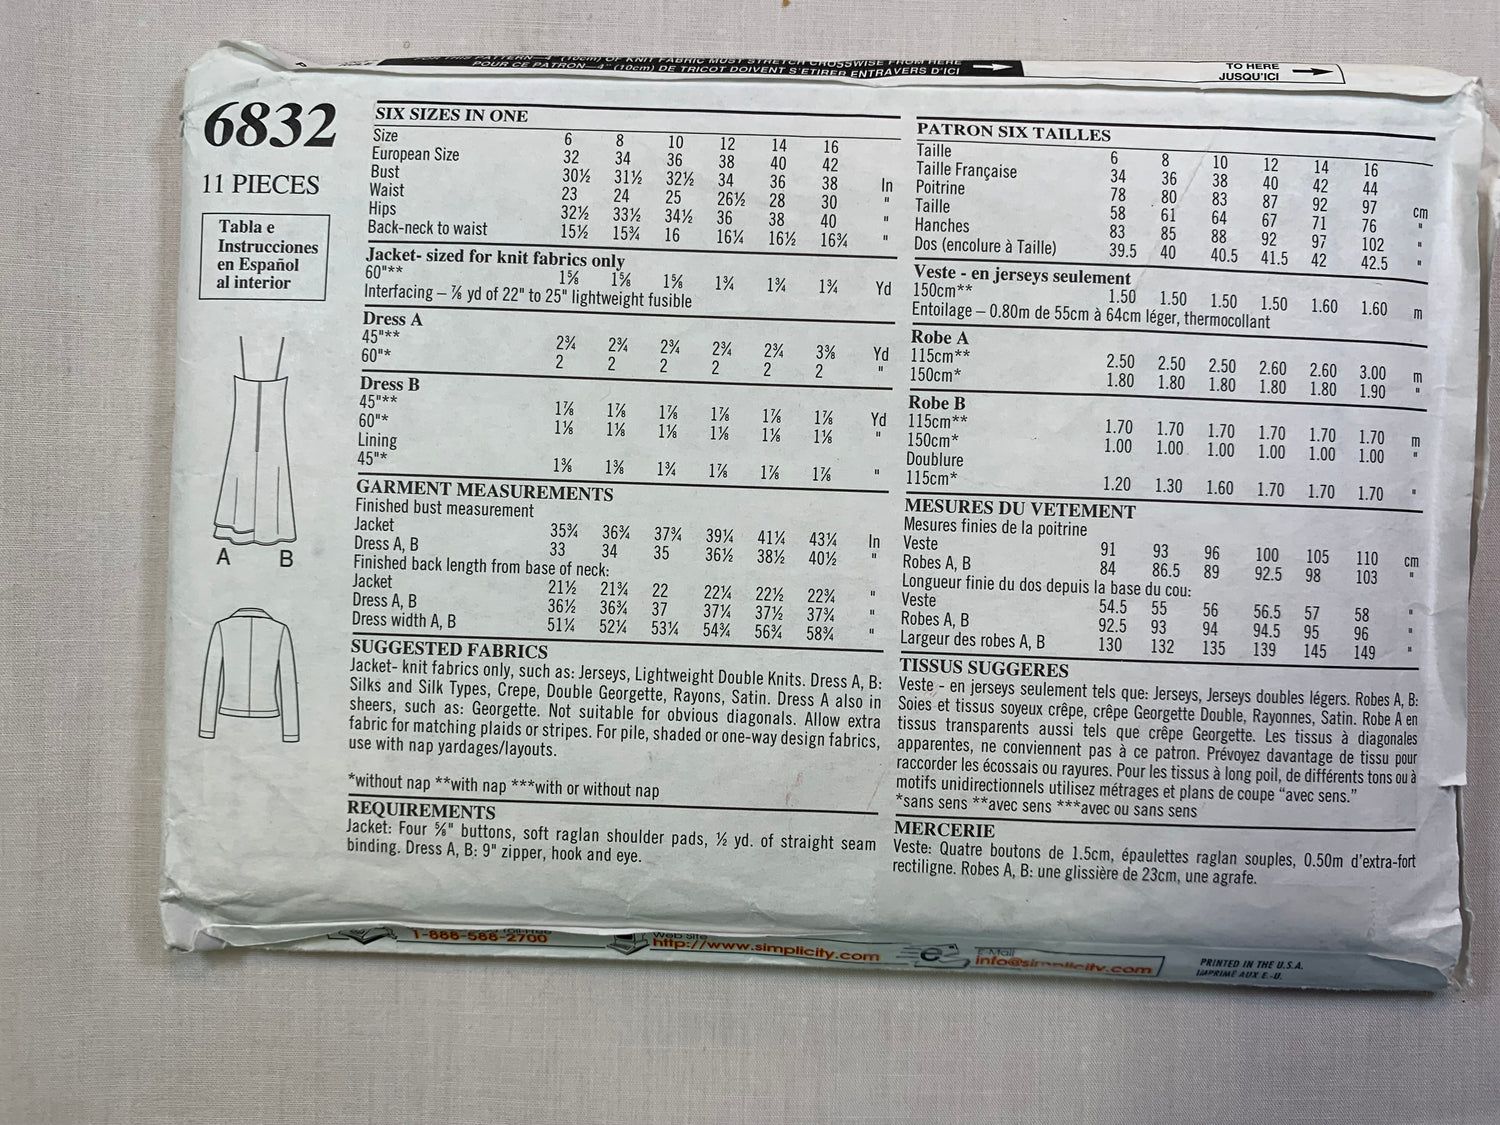 POUR CE PATRON—4" (10cm) DE TRICOT DOIVENT S'ETIRER ENTRAVERS D'ICI
TO HERE
JUSQU'ICI
6832
11 PIECES
Tabla e
Instrucciones
en Español
al interior
A B
SIX SIZES IN ONE
Size 6 8 10 12 14 16
European Size 32 34 36 38 40 42
Bust 30½ 31½ 32½ 34 36 38 In
Waist 23 24 25 26½ 28 30 "
Hips 32½ 33½ 34½ 36 38 40 "
Back-neck to waist 15½ 15¾ 16 16¼ 16½ 16¾ "
Jacket- sized for knit fabrics only
60"** 1⅝ 1⅝ 1⅝ 1¾ 1¾ 1¾ Yd
Interfacing – ⅞ yd of 22" to 25" lightweight fusible
Dress A
45"** 2¾ 2¾ 2¾ 2¾ 2¾ 3⅜ Yd
60"* 2 2 2 2 2 2 "
Dress B
45"** 1⅞ 1⅞ 1⅞ 1⅞ 1⅞ 1⅞ Yd
60"* 1⅛ 1⅛ 1⅛ 1⅛ 1⅛ 1⅛ "
Lining
45"* 1⅜ 1⅜ 1¾ 1⅞ 1⅞ 1⅞ "
GARMENT MEASUREMENTS
Finished bust measurement
Jacket 35¾ 36¾ 37¾ 39¼ 41¼ 43¼ In
Dress A, B 33 34 35 36½ 38½ 40½ "
Finished back length from base of neck:
Jacket 21½ 21¾ 22 22¼ 22½ 22¾ "
Dress A, B 36½ 36¾ 37 37¼ 37½ 37¾ "
Dress width A, B 51¼ 52¼ 53¼ 54¾ 56¾ 58¾ "
SUGGESTED FABRICS
Jacket- knit fabrics only, such as: Jerseys, Lightweight Double Knits. Dress A, B:
Silks and Silk Types, Crepe, Double Georgette, Rayons, Satin. Dress A also in
sheers, such as: Georgette. Not suitable for obvious diagonals. Allow extra
fabric for matching plaids or stripes. For pile, shaded or one-way design fabrics,
use with nap yardages/layouts.
*without nap **with nap ***with or without nap
REQUIREMENTS
Jacket: Four ⅝" buttons, soft raglan shoulder pads, ½ yd. of straight seam
binding. Dress A, B: 9" zipper, hook and eye.
PATRON SIX TAILLES
Taille 6 8 10 12 14 16
Taille Française 34 36 38 40 42 44
Poitrine 78 80 83 87 92 97 cm
Taille 58 61 64 67 71 76 "
Hanches 83 85 88 92 97 102 "
Dos (encolure à Taille) 39.5 40 40.5 41.5 42 42.5 "
Veste - en jerseys seulement
150cm** 1.50 1.50 1.50 1.50 1.60 1.60 m
Entoilage – 0.80m de 55cm à 64cm léger, thermocollant
Robe A
115cm** 2.50 2.50 2.50 2.60 2.60 3.00 m
150cm* 1.80 1.80 1.80 1.80 1.80 1.90 "
Robe B
115cm** 1.70 1.70 1.70 1.70 1.70 1.70 m
150cm* 1.00 1.00 1.00 1.00 1.00 1.00 "
Doublure
115cm* 1.20 1.30 1.60 1.70 1.70 1.70 "
MESURES DU VETEMENT
Mesures finies de la poitrine
Veste 91 93 96 100 105 110 cm
Robes A, B 84 86.5 89 92.5 98 103 "
Longueur finie du dos depuis la base du cou:
Veste 54.5 55 56 56.5 57 58 "
Robes A, B 92.5 93 94 94.5 95 96 "
Largeur des robes A, B 130 132 135 139 145 149 "
TISSUS SUGGERES
Veste - en jerseys seulement tels que: Jerseys, Jerseys doubles légers. Robes A, B:
Soies et tissus soyeux crêpe, crêpe Georgette Double, Rayonnes, Satin. Robe A en
tissus transparents aussi tels que crêpe Georgette. Les tissus à diagonales
apparentes, ne conviennent pas à ce patron. Prévoyez davantage de tissu pour
raccorder les écossais ou rayures. Pour les tissus à long poil, de différents tons ou à
motifs unidirectionnels utilisez métrages et plans de coupe “avec sens.”
*sans sens **avec sens ***avec ou sans sens
MERCERIE
Veste: Quatre boutons de 1.5cm, épaulettes raglan souples, 0.50m d'extra-fort
rectiligne. Robes A, B: une glissière de 23cm, une agrafe.
1-888-588-2700
Web Site
http://www.simplicity.com
E-Mail
info@simplicity.com
PRINTED IN THE U.S.A.
IMPRIMÉ AUX E.-U.